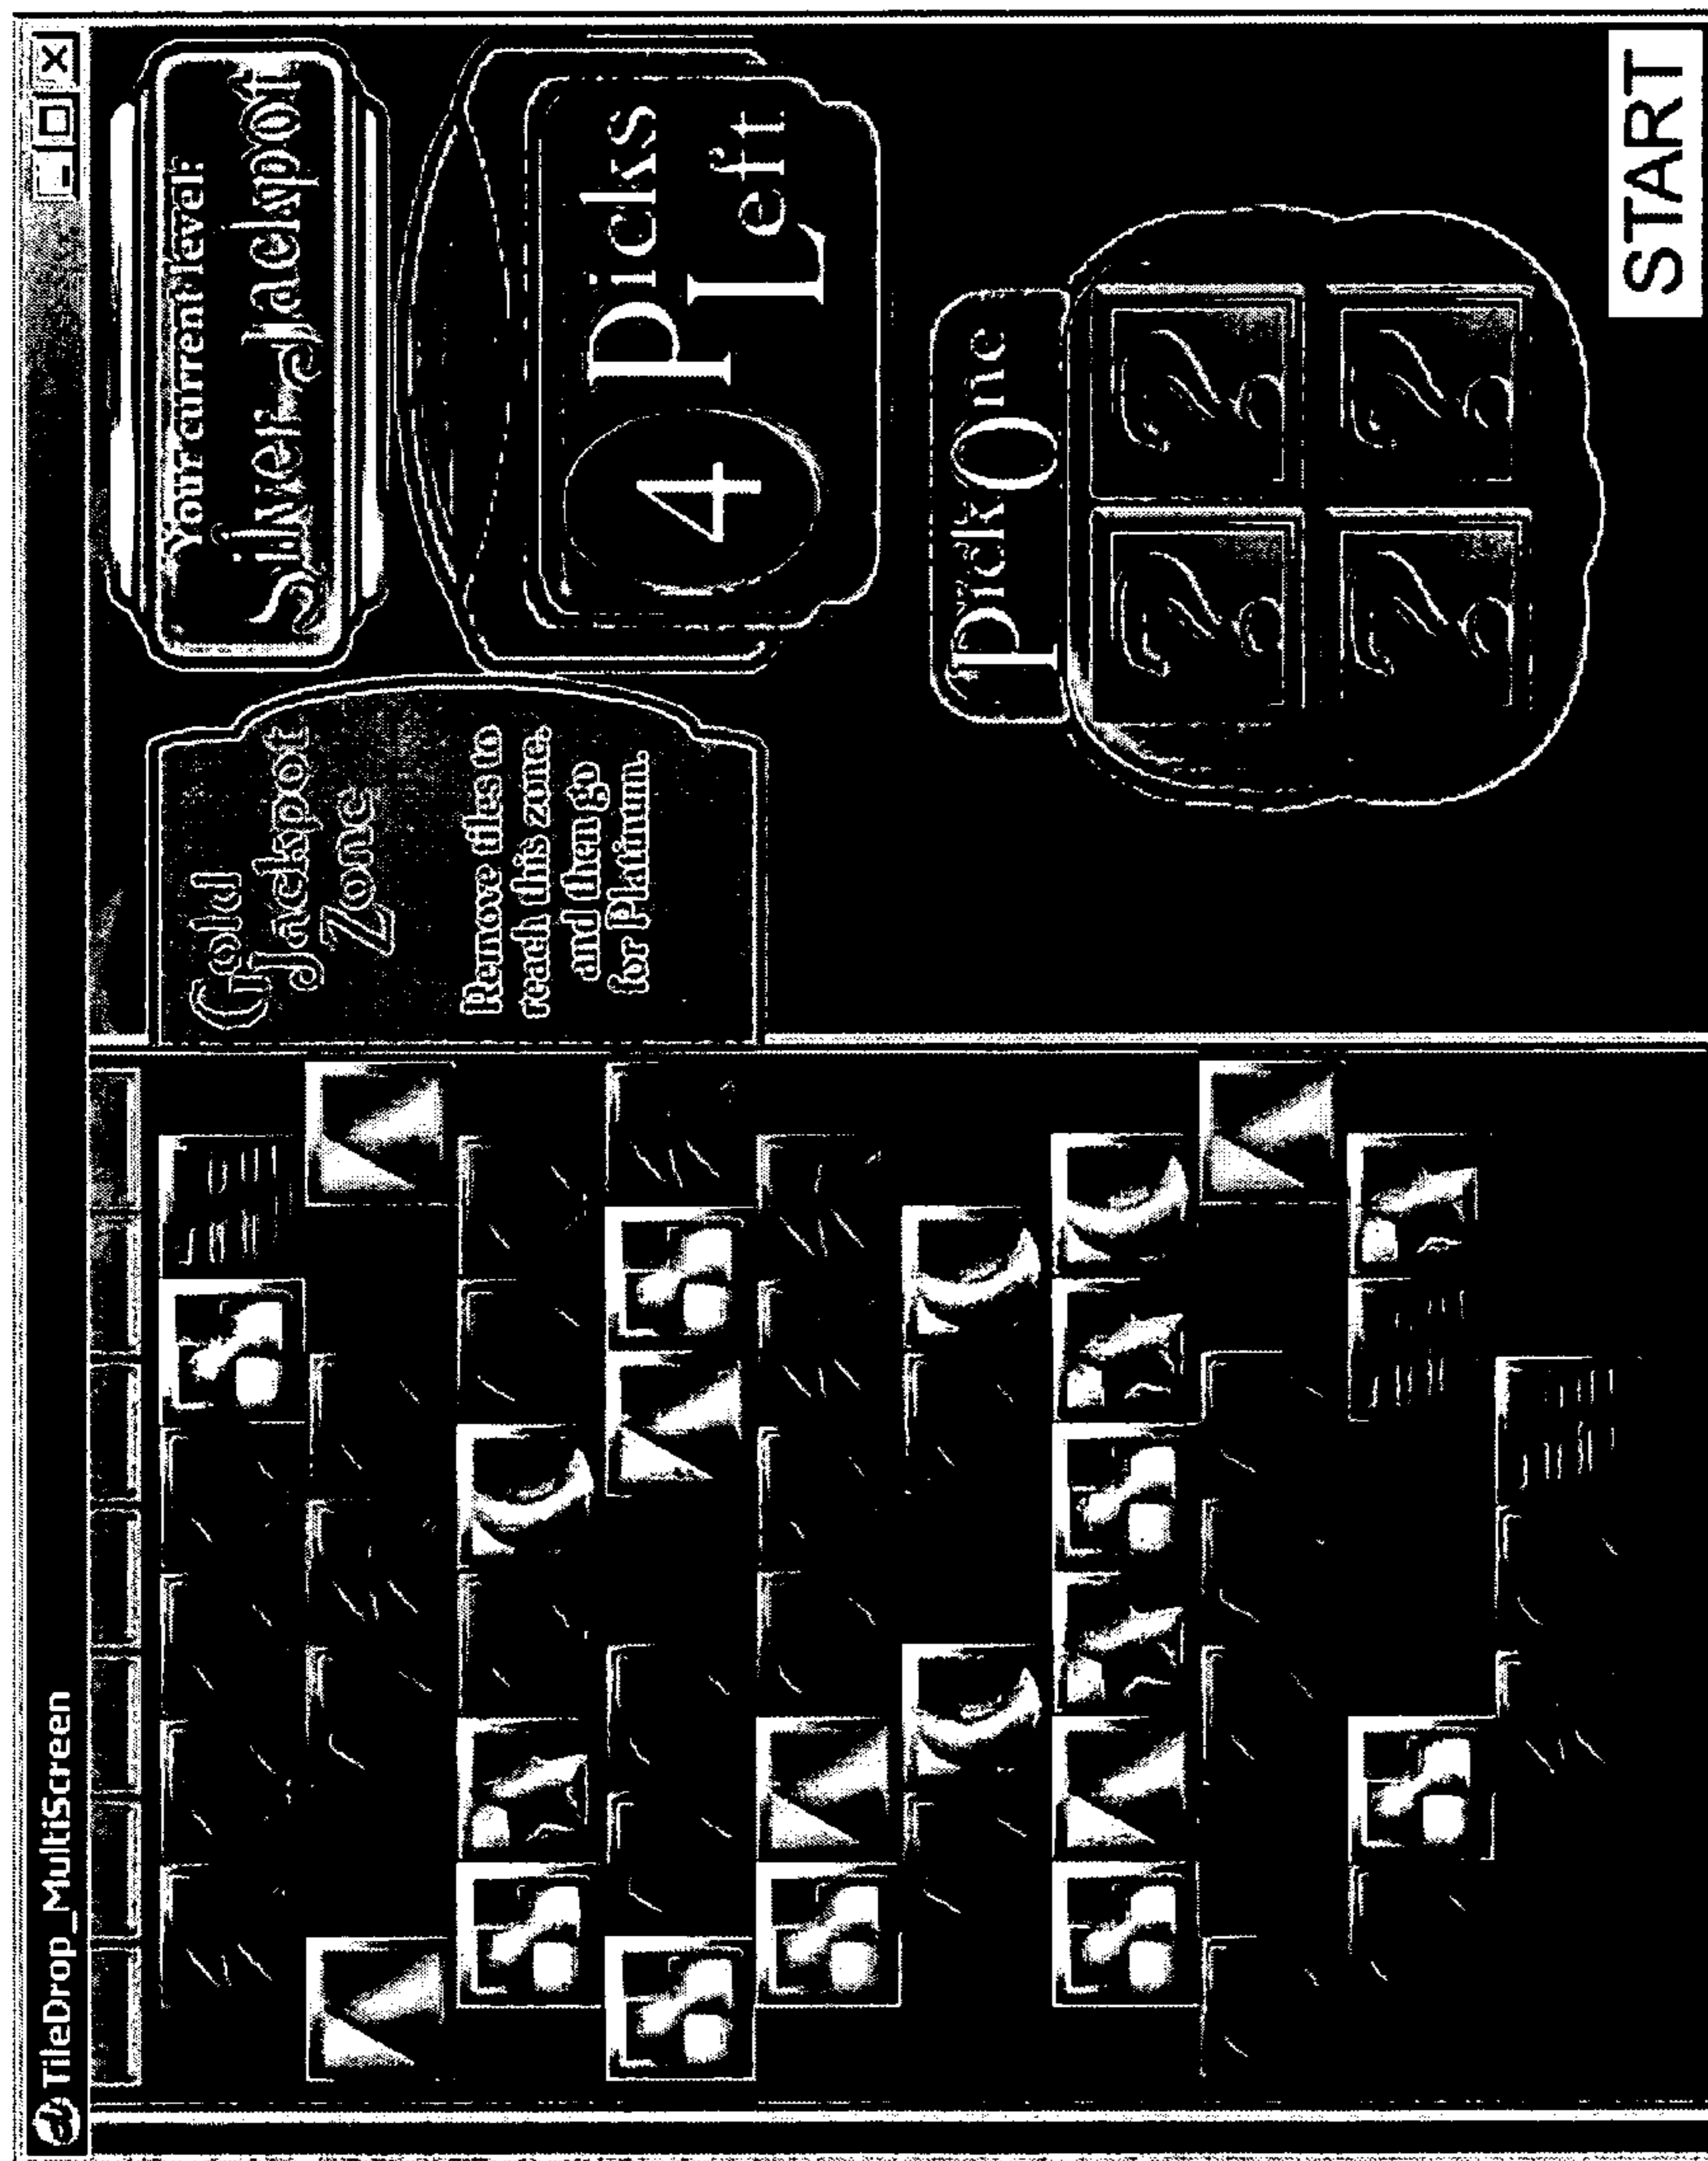 TileDrop_MultiScreen
Gold
Jackpot
Zone
Remove tiles to
reach this zone,
and then go
for Platinum.
Your current level:
Silver Jackpot
4 Picks
Left
Pick One
? ?
? ?
START